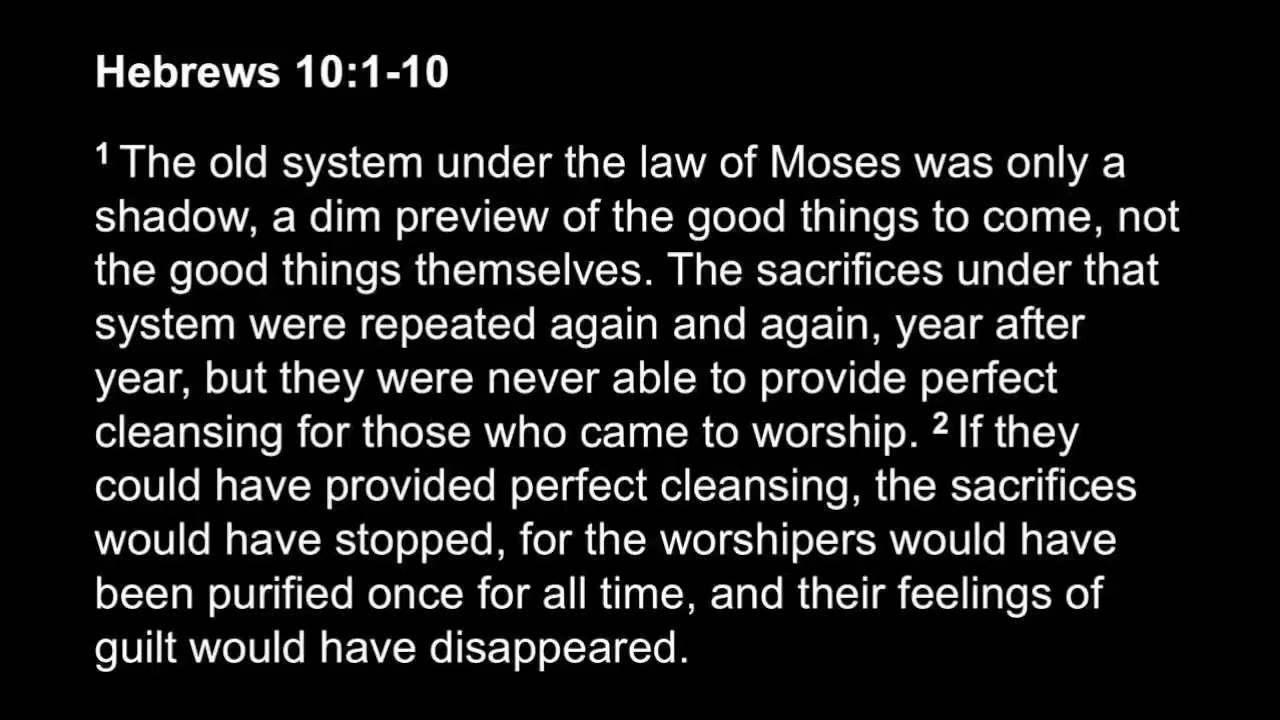 Hebrews 10:1-10
1 The old system under the law of Moses was only a
shadow, a dim preview of the good things to come, not
the good things themselves. The sacrifices under that
system were repeated again and again, year after
year, but they were never able to provide perfect
cleansing for those who came to worship. 2 If they
could have provided perfect cleansing, the sacrifices
would have stopped, for the worshipers would have
been purified once for all time, and their feelings of
guilt would have disappeared.